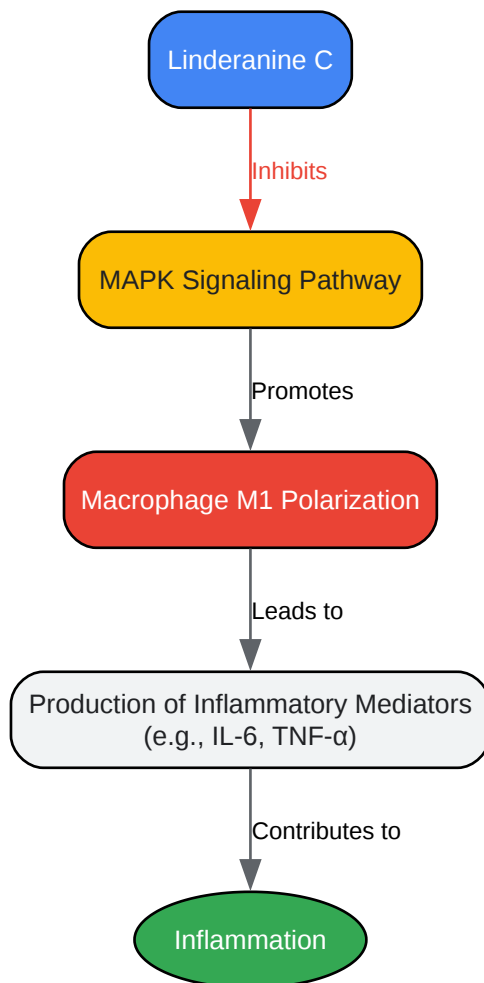 Linderanine C
Inhibits
MAPK Signaling Pathway
Promotes
Macrophage M1 Polarization
Leads to
Production of Inflammatory Mediators
(e.g., IL-6, TNF-α)
Contributes to
Inflammation